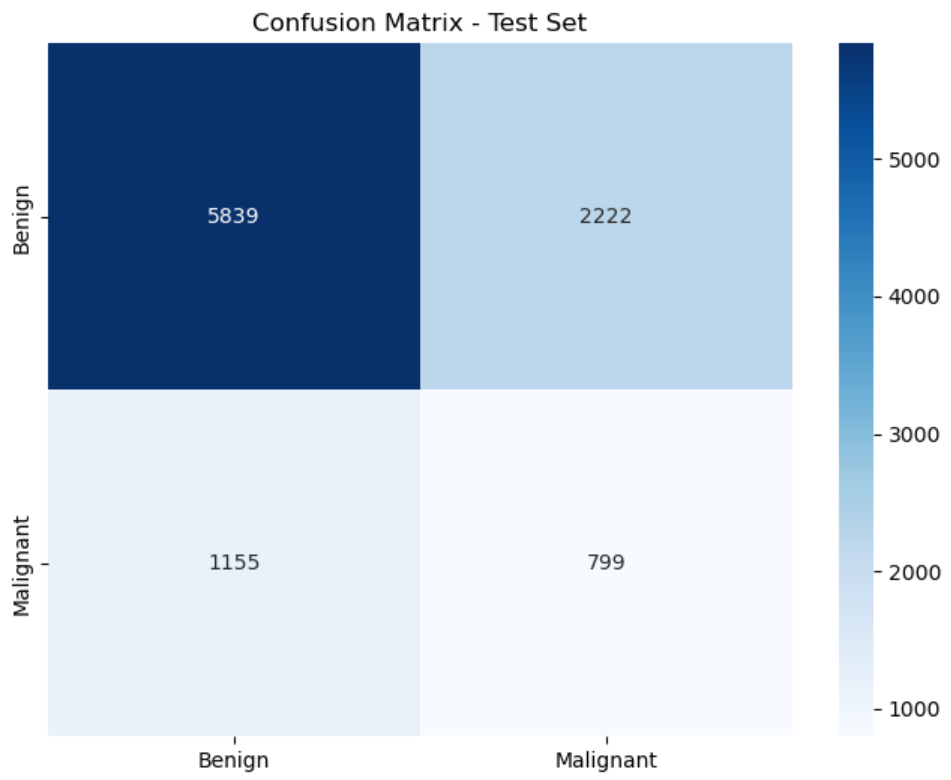 Confusion Matrix - Test Set
Benign
5839
2222
Malignant
1155
799
Benign
Malignant
5000
4000
3000
2000
1000